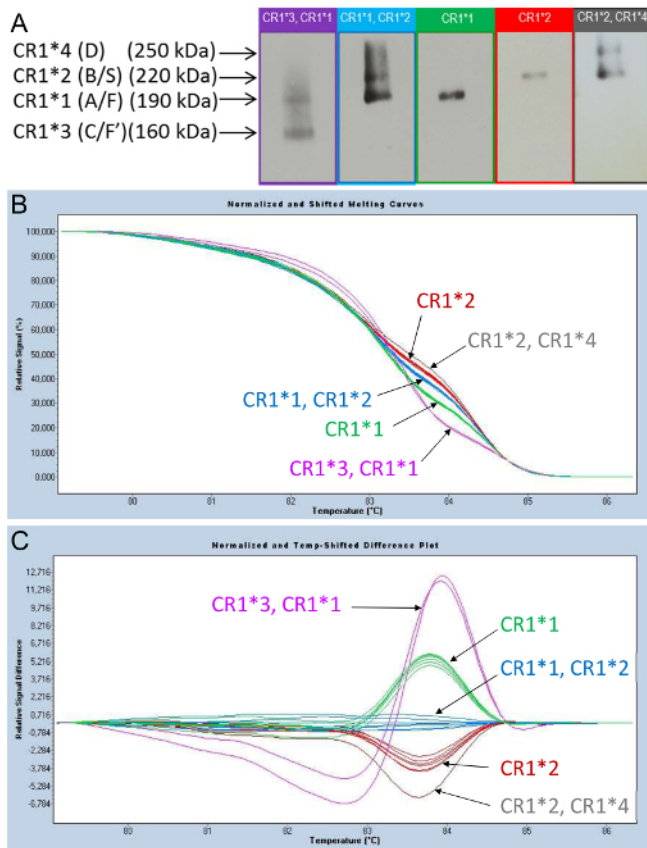 A
CR1*3, CR1*1
CR1*1, CR1*2
CR1*1
CR1*2
CR1*2, CR1*4
CR1*4 (D) (250 kDa)
CR1*2 (B/S) (220 kDa)
CR1*1 (A/F) (190 kDa)
CR1*3 (C/F') (160 kDa)
B
Normalized and Shifted Melting Curves
Relative Signal (%)
100,000
90,000
80,000
70,000
60,000
50,000
40,000
30,000
20,000
10,000
0,000
CR1*2
CR1*2, CR1*4
CR1*1, CR1*2
CR1*1
CR1*3, CR1*1
80 81 82 83 84 85 86
Temperature (°C)
C
Normalized and Temp-Shifted Difference Plot
Relative Signal Difference
12,716
11,216
9,716
8,216
6,716
5,216
3,716
2,216
0,716
-0,784
-2,284
-3,784
-5,284
-6,784
CR1*3, CR1*1
CR1*1
CR1*1, CR1*2
CR1*2
CR1*2, CR1*4
80 81 82 83 84 85 86
Temperature (°C)